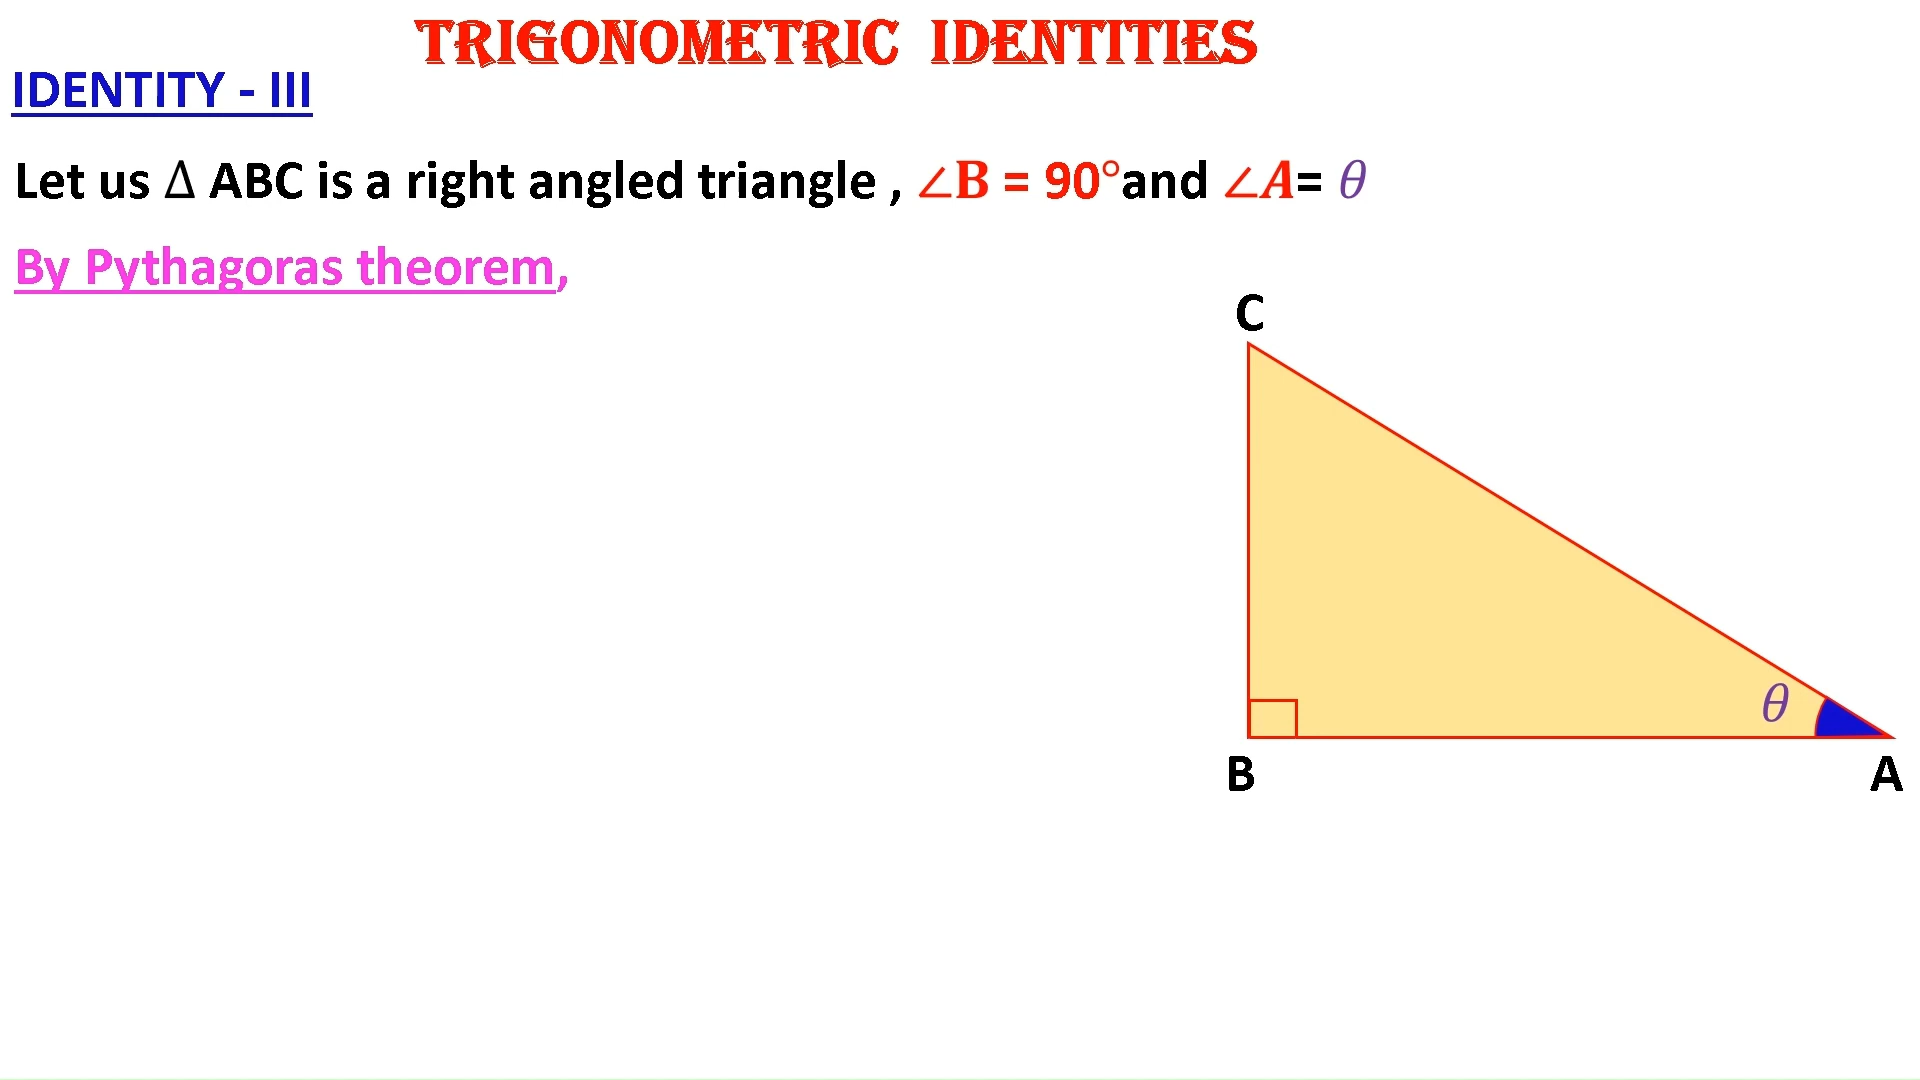 TRIGONOMETRIC IDENTITIES
IDENTITY - III
Let us Δ ABC is a right angled triangle , ∠B = 90°and ∠A= θ
By Pythagoras theorem,
C
θ
B
A